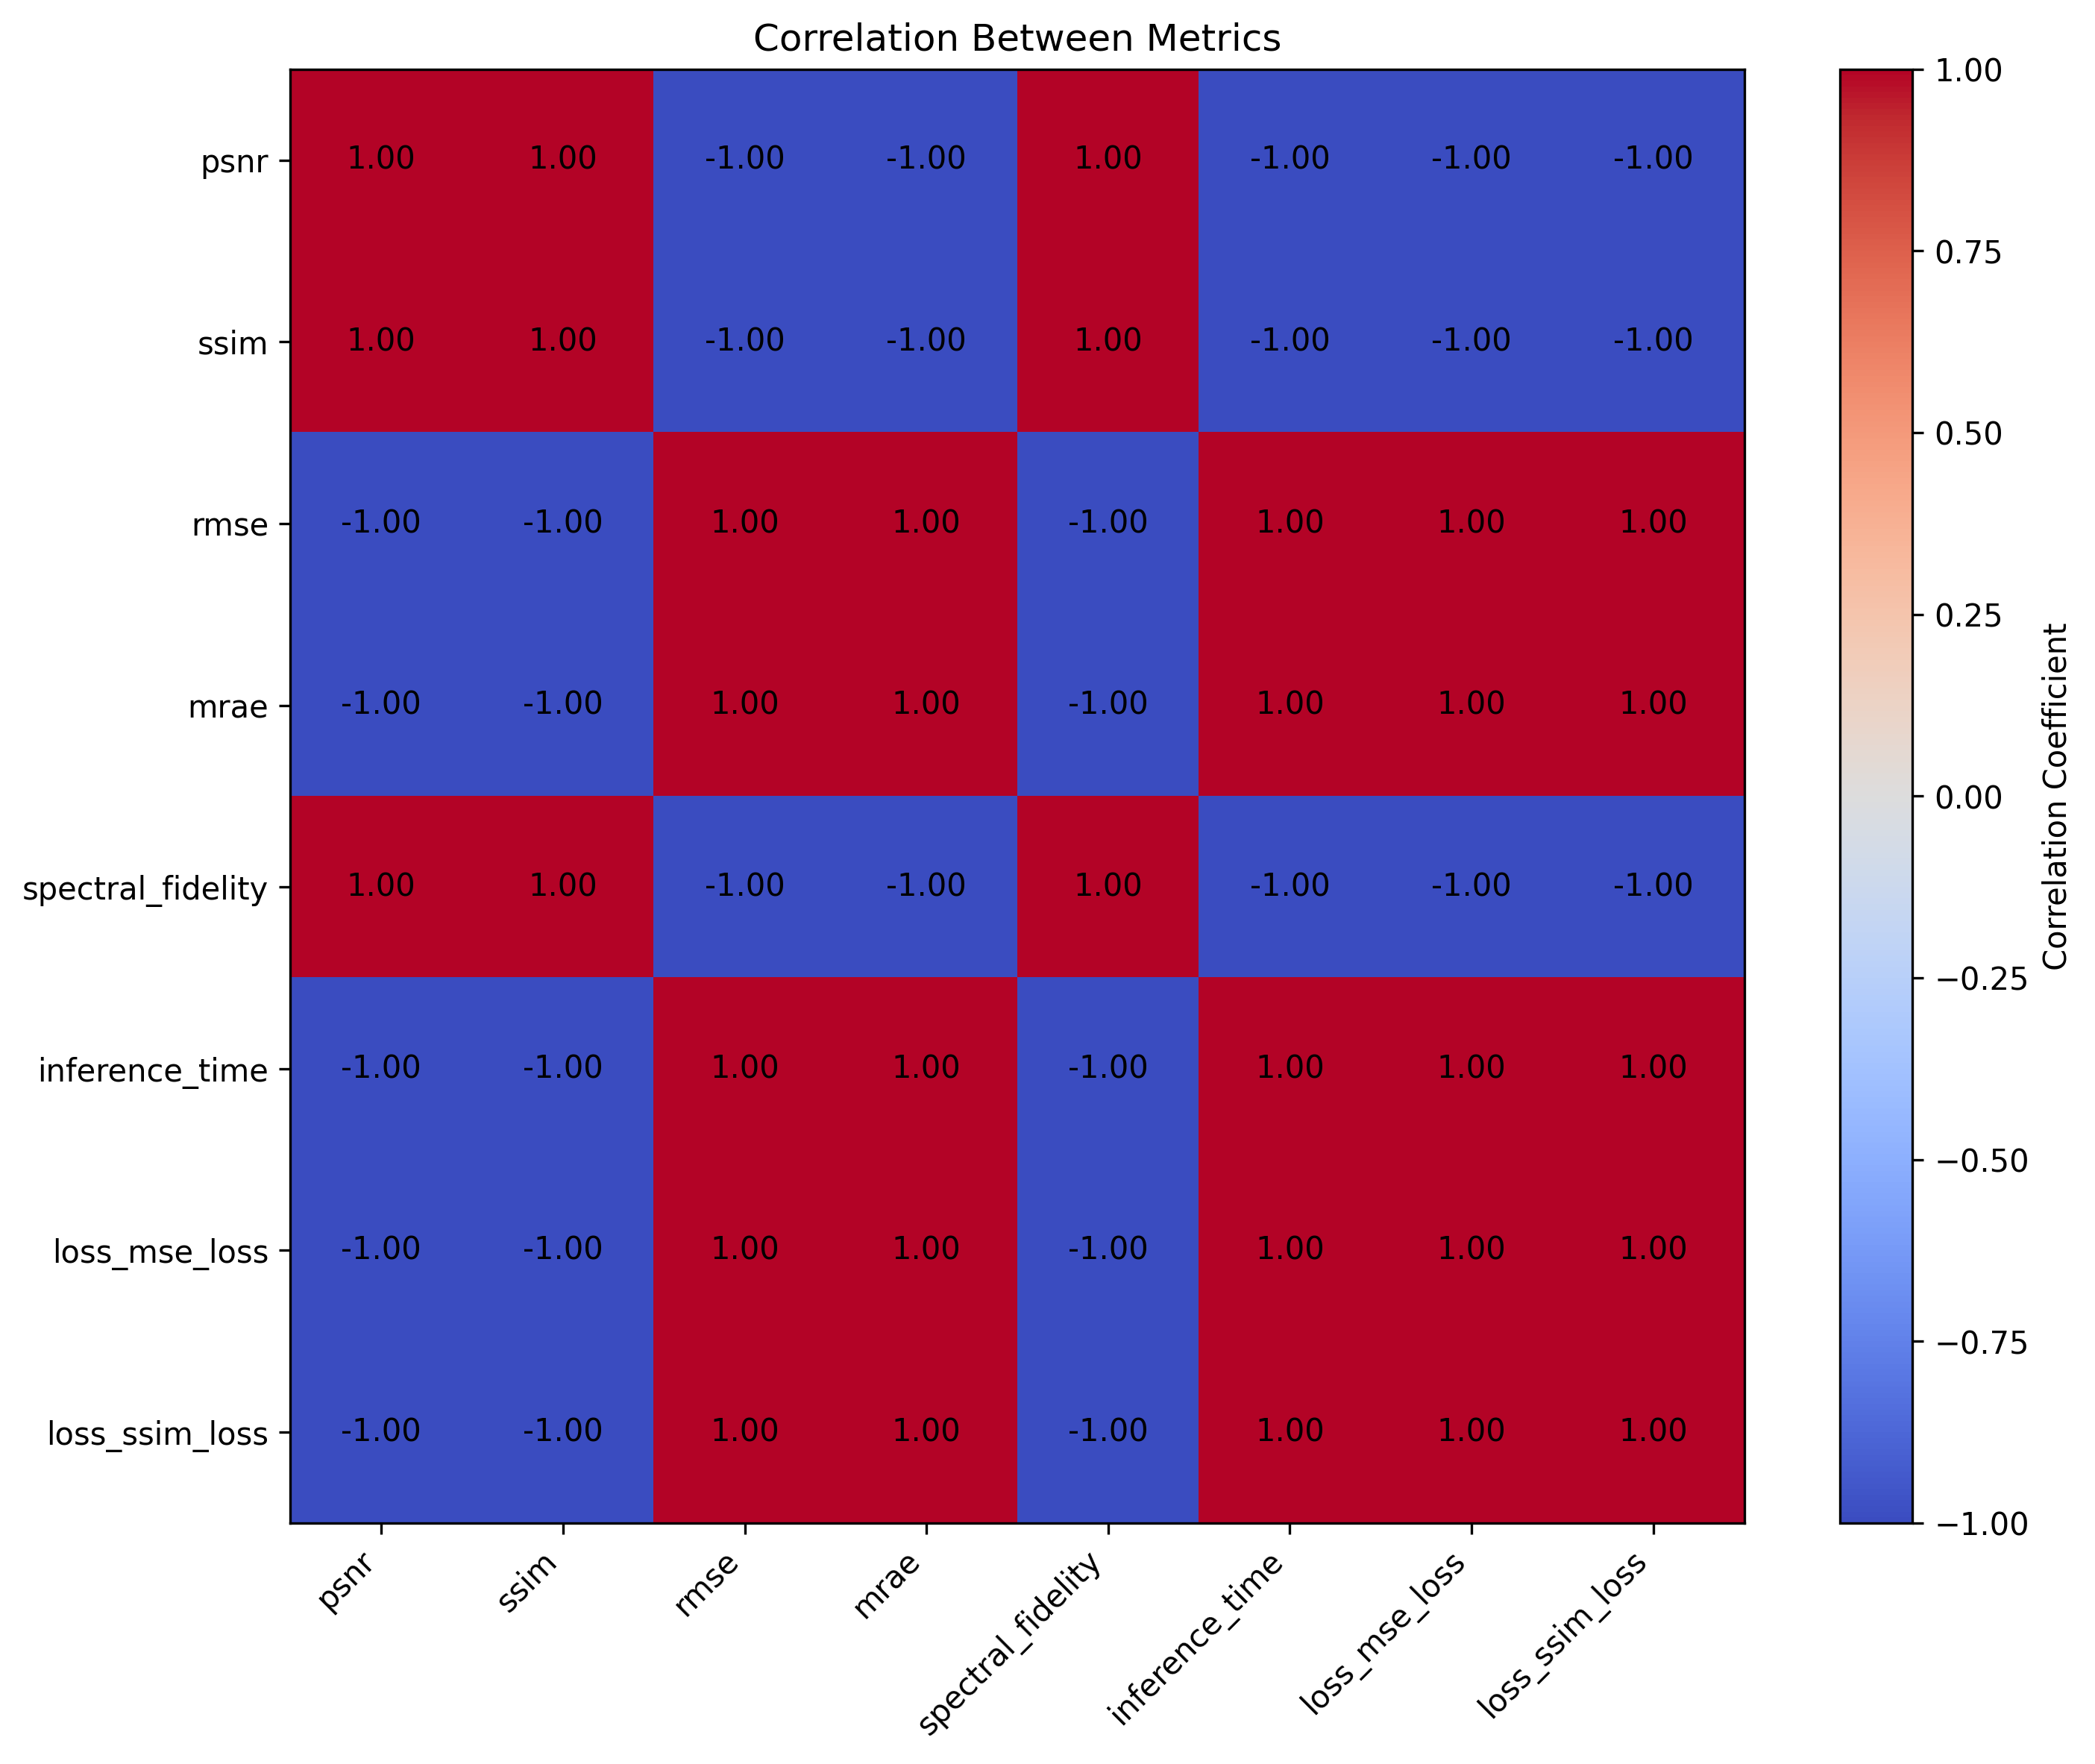 Correlation Between Metrics
psnr 1.00 1.00 -1.00 -1.00 1.00 -1.00 -1.00 -1.00
ssim 1.00 1.00 -1.00 -1.00 1.00 -1.00 -1.00 -1.00
rmse -1.00 -1.00 1.00 1.00 -1.00 1.00 1.00 1.00
mrae -1.00 -1.00 1.00 1.00 -1.00 1.00 1.00 1.00
spectral_fidelity 1.00 1.00 -1.00 -1.00 1.00 -1.00 -1.00 -1.00
inference_time -1.00 -1.00 1.00 1.00 -1.00 1.00 1.00 1.00
loss_mse_loss -1.00 -1.00 1.00 1.00 -1.00 1.00 1.00 1.00
loss_ssim_loss -1.00 -1.00 1.00 1.00 -1.00 1.00 1.00 1.00
psnr ssim rmse mrae spectral_fidelity inference_time loss_mse_loss loss_ssim_loss
1.00
0.75
0.50
0.25
0.00
−0.25
−0.50
−0.75
−1.00
Correlation Coefficient